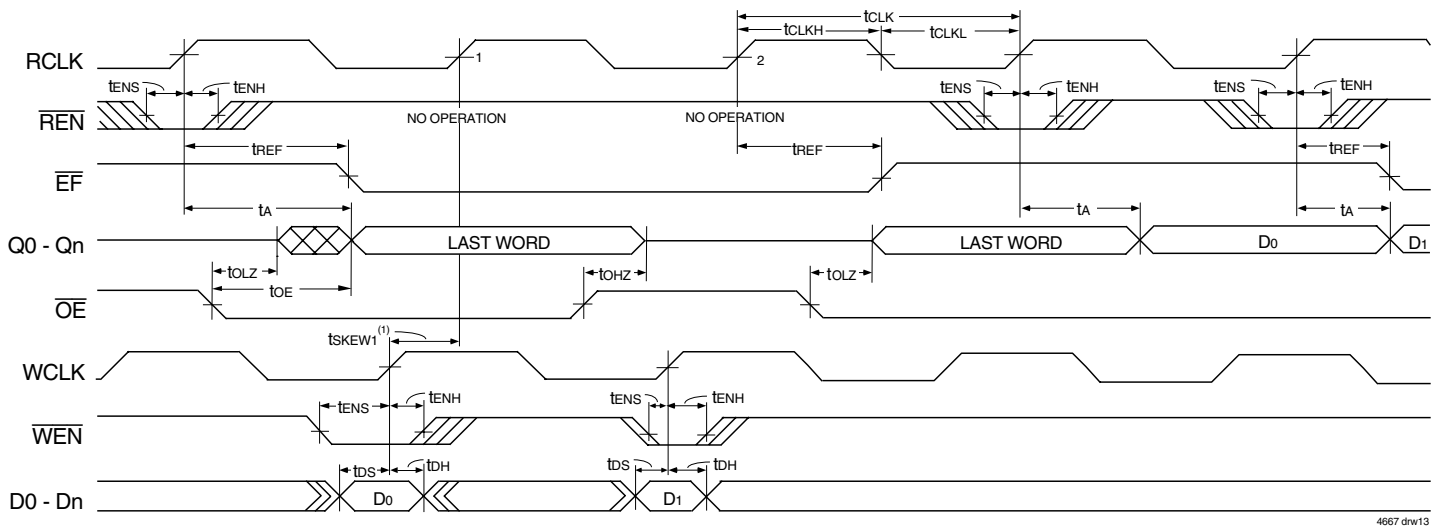 tCLK
tCLKH tCLKL
RCLK 1 2
tENS tENH tENS tENH tENS tENH
REN NO OPERATION NO OPERATION
tREF tREF tREF
EF
tA tA tA
Q0 - Qn LAST WORD LAST WORD D0 D1
tOLZ tOHZ tOLZ
tOE
OE
tSKEW1(1)
WCLK
tENS tENH tENS tENH
WEN
tDS tDH tDS tDH
D0 - Dn D0 D1
4667 drw13